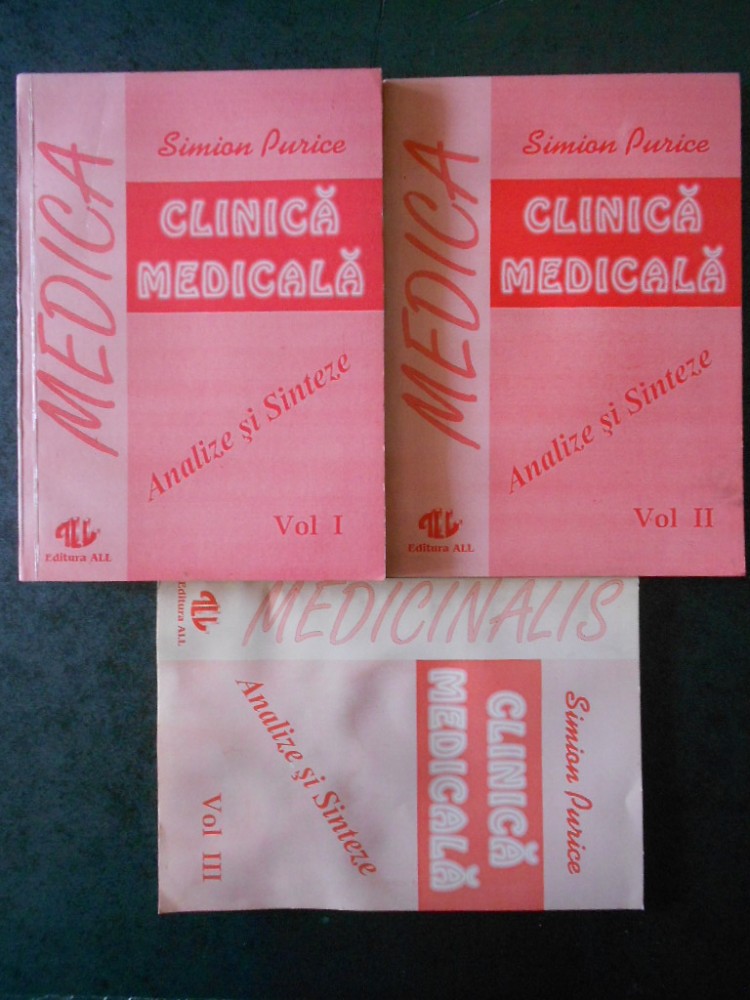 MEDICA
Simion Purice
CLINICĂ
MEDICALĂ
Analize şi Sinteze
Vol I
Editura ALL
MEDICA
Simion Purice
CLINICĂ
MEDICALĂ
Analize şi Sinteze
Vol II
Editura ALL
MEDICINALIS
Simion Purice
CLINICĂ
MEDICALĂ
Analize şi Sinteze
Vol III
Editura ALL